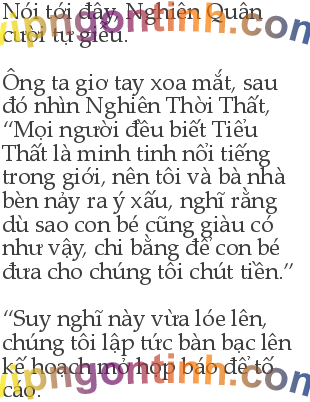 Nói tới đây, Nghiên Quân
cười tự giễu.
Ông ta giơ tay xoa mắt, sau
đó nhìn Nghiên Thời Thất,
“Mọi người đều biết Tiểu
Thất là minh tinh nổi tiếng
trong giới, nên tôi và bà nhà
bèn nảy ra ý xấu, nghĩ rằng
dù sao con bé cũng giàu có
như vậy, chi bằng để con bé
đưa cho chúng tôi chút tiền.”
“Suy nghĩ này vừa lóe lên,
chúng tôi lập tức bàn bạc lên
kế hoạch mở họp báo để tố
cáo.
vipngontinh.com
vipngontinh.com